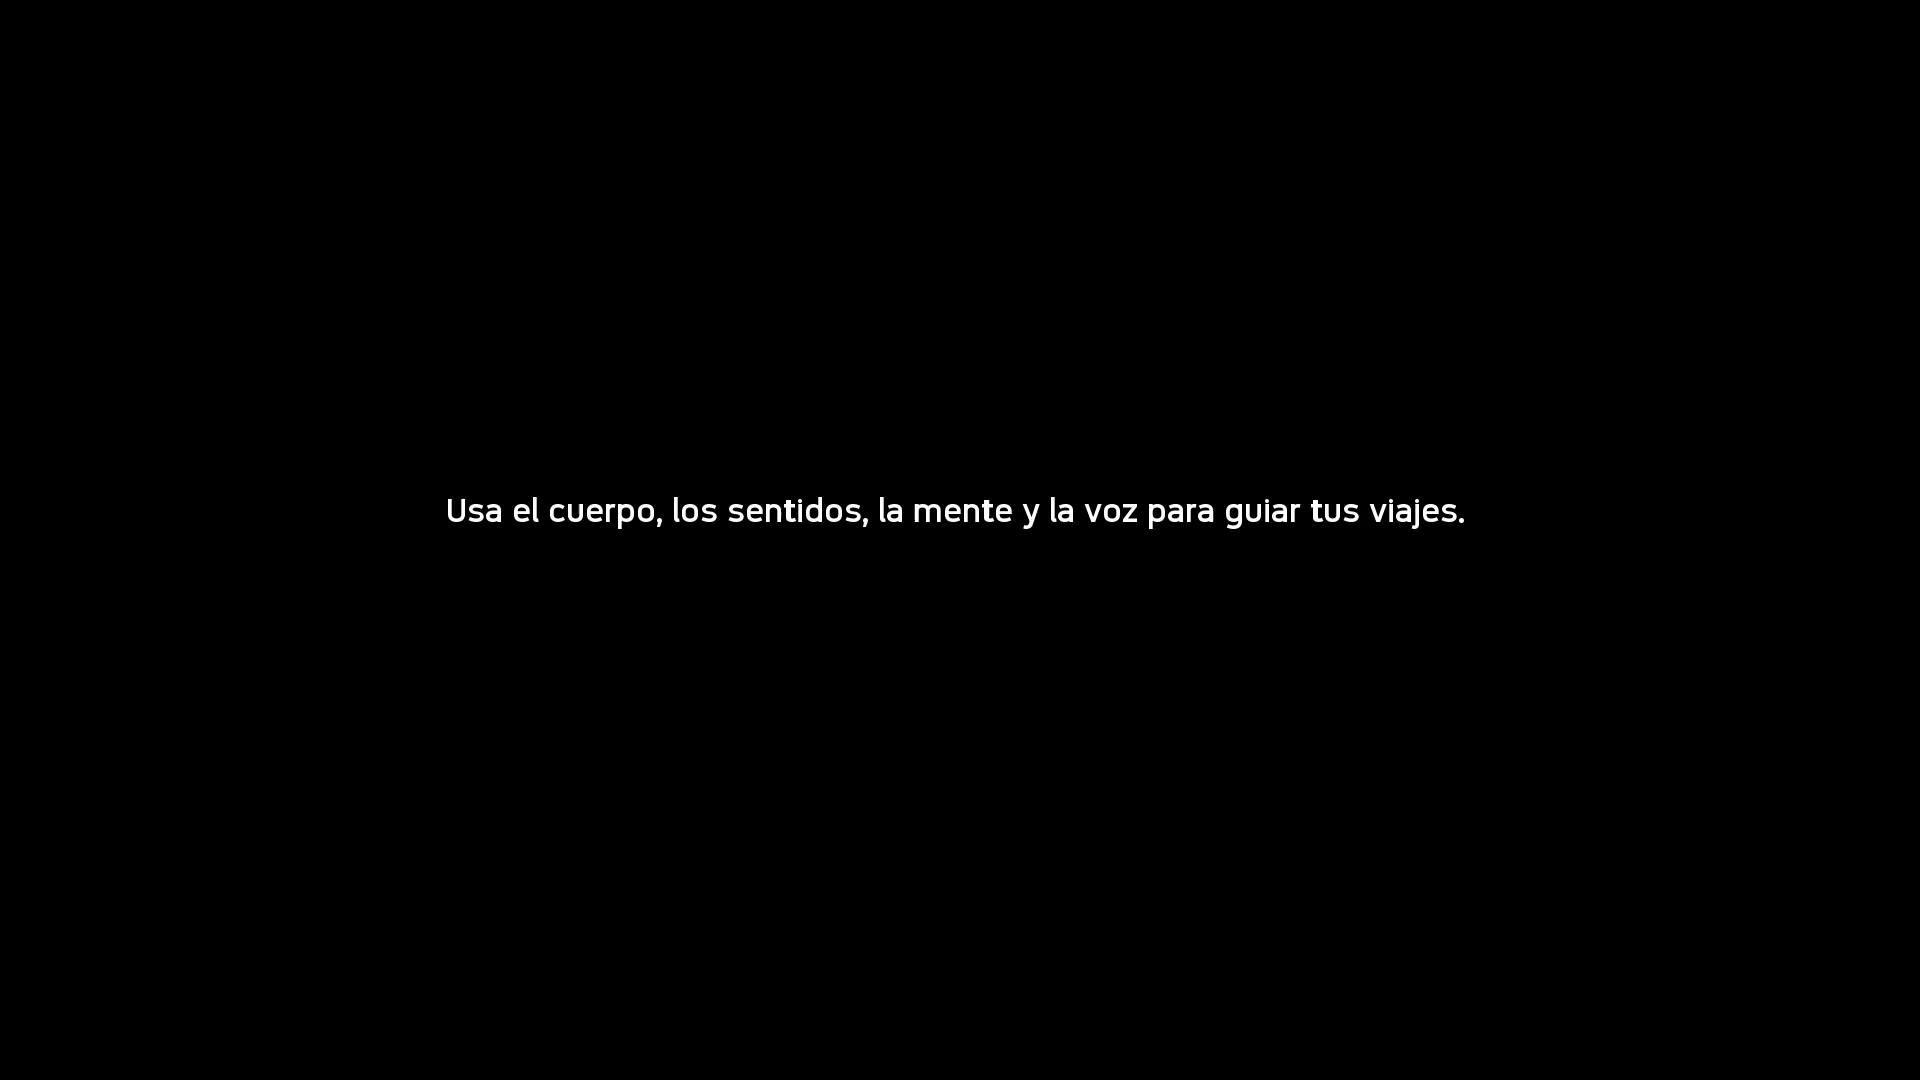 Usa el cuerpo, los sentidos, la mente y la voz para guiar tus viajes.